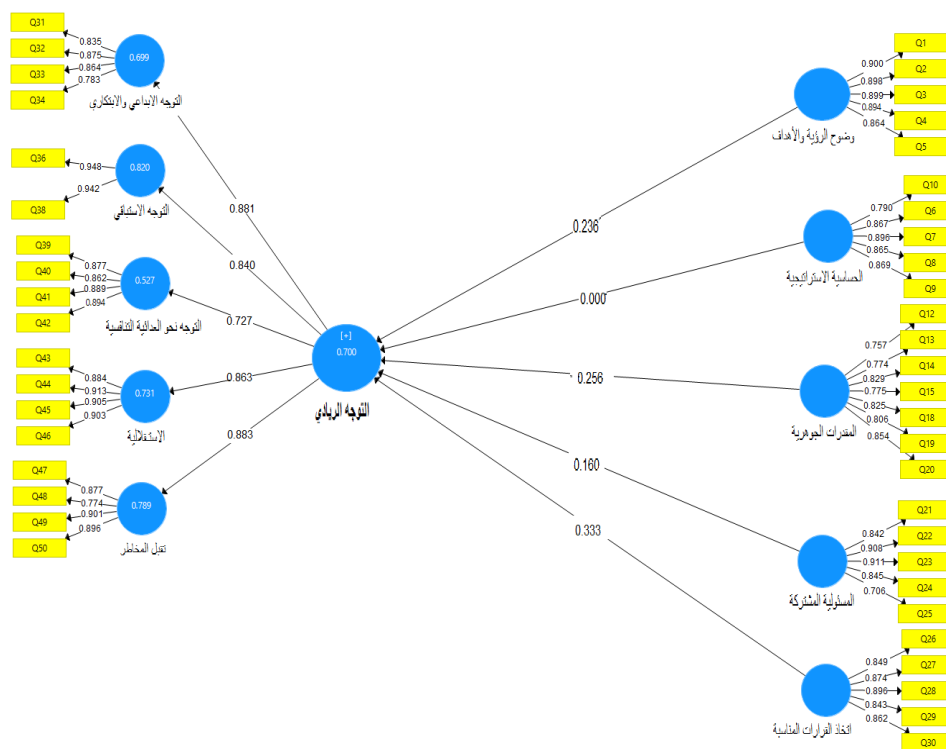 Q31
Q32
Q33
Q34
0.835
0.875
0.864
0.783
0.699
التوجه الابداعي والابتكاري
Q36
Q38
0.948
0.942
0.820
التوجه الاستباقي
Q39
Q40
Q41
Q42
0.877
0.862
0.889
0.894
0.527
التوجه نحو العدائية التنافسية
Q43
Q44
Q45
Q46
0.884
0.913
0.905
0.903
0.731
الاستقلالية
Q47
Q48
Q49
Q50
0.877
0.774
0.901
0.896
0.789
تقبل المخاطر
0.881
0.840
0.727
0.863
0.883
[+]
0.700
التوجه الريادي
0.236
0.000
0.256
0.160
0.333
Q1
Q2
Q3
Q4
Q5
0.900
0.898
0.899
0.894
0.864
وضوح الرؤية والأهداف
Q10
Q6
Q7
Q8
Q9
0.790
0.867
0.896
0.865
0.869
الحساسية الاستراتيجية
Q12
Q13
Q14
Q15
Q18
Q19
Q20
0.757
0.774
0.829
0.775
0.825
0.806
0.854
المقدرات الجوهرية
Q21
Q22
Q23
Q24
Q25
0.842
0.908
0.911
0.845
0.706
المسئولية المشتركة
Q26
Q27
Q28
Q29
Q30
0.849
0.874
0.896
0.843
0.862
اتخاذ القرارات المناسبة